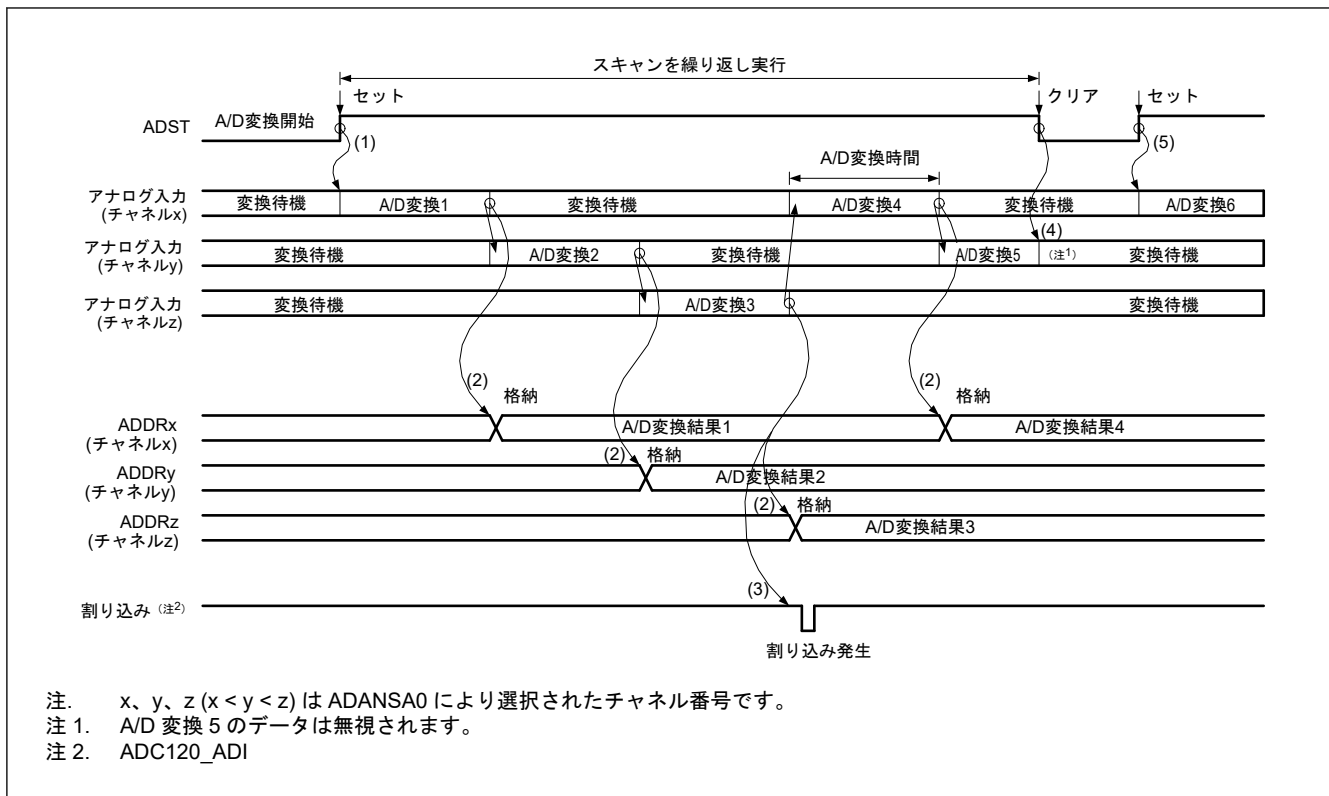 スキャンを繰り返し実行
セット
クリア
セット
ADST
A/D変換開始
(1)
(5)
A/D変換時間
アナログ入力
(チャネルx)
変換待機
A/D変換1
変換待機
A/D変換4
変換待機
A/D変換6
アナログ入力
(チャネルy)
変換待機
A/D変換2
変換待機
A/D変換5
(4)
(注1)
変換待機
アナログ入力
(チャネルz)
変換待機
A/D変換3
変換待機
(2)
格納
(2)
格納
ADDRx
(チャネルx)
A/D変換結果1
A/D変換結果4
(2)
格納
ADDRy
(チャネルy)
A/D変換結果2
(2)
格納
ADDRz
(チャネルz)
A/D変換結果3
(3)
割り込み (注2)
割り込み発生
注. x、y、z (x < y < z) は ADANSA0 により選択されたチャネル番号です。
注 1. A/D 変換 5 のデータは無視されます。
注 2. ADC120_ADI